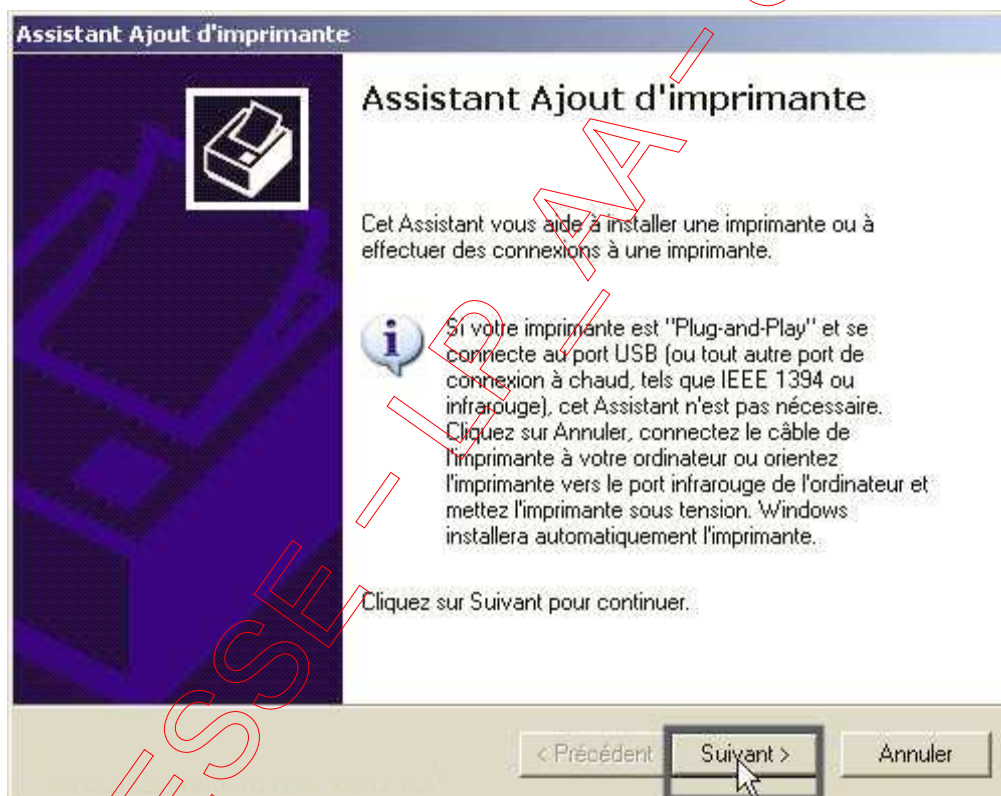 Assistant Ajout d'imprimante
Assistant Ajout d'imprimante
Cet Assistant vous aide à installer une imprimante ou à
effectuer des connexions à une imprimante.
Si votre imprimante est "Plug-and-Play" et se
connecte au port USB (ou tout autre port de
connexion à chaud, tels que IEEE 1394 ou
infrarouge), cet Assistant n'est pas nécessaire.
Cliquez sur Annuler, connectez le câble de
l'imprimante à votre ordinateur ou orientez
l'imprimante vers le port infrarouge de l'ordinateur et
mettez l'imprimante sous tension. Windows
installera automatiquement l'imprimante.
Cliquez sur Suivant pour continuer.
< Précédent Suivant > Annuler
ESSE – LP – AA –